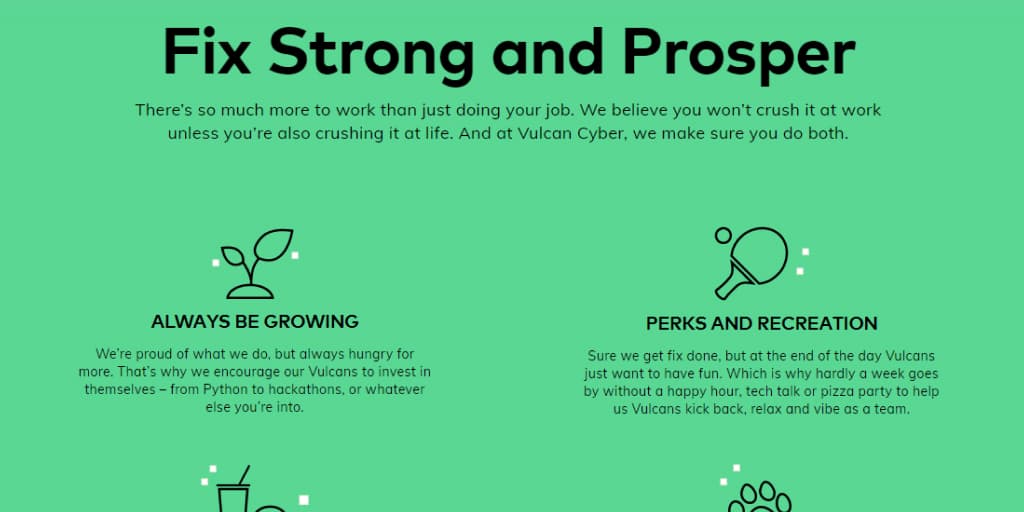 Fix Strong and Prosper
There's so much more to work than just doing your job. We believe you won't crush it at work
unless you're also crushing it at life. And at Vulcan Cyber, we make sure you do both.
ALWAYS BE GROWING
We're proud of what we do, but always hungry for
more. That's why we encourage our Vulcans to invest in
themselves – from Python to hackathons, or whatever
else you're into.
PERKS AND RECREATION
Sure we get fix done, but at the end of the day Vulcans
just want to have fun. Which is why hardly a week goes
by without a happy hour, tech talk or pizza party to help
us Vulcans kick back, relax and vibe as a team.